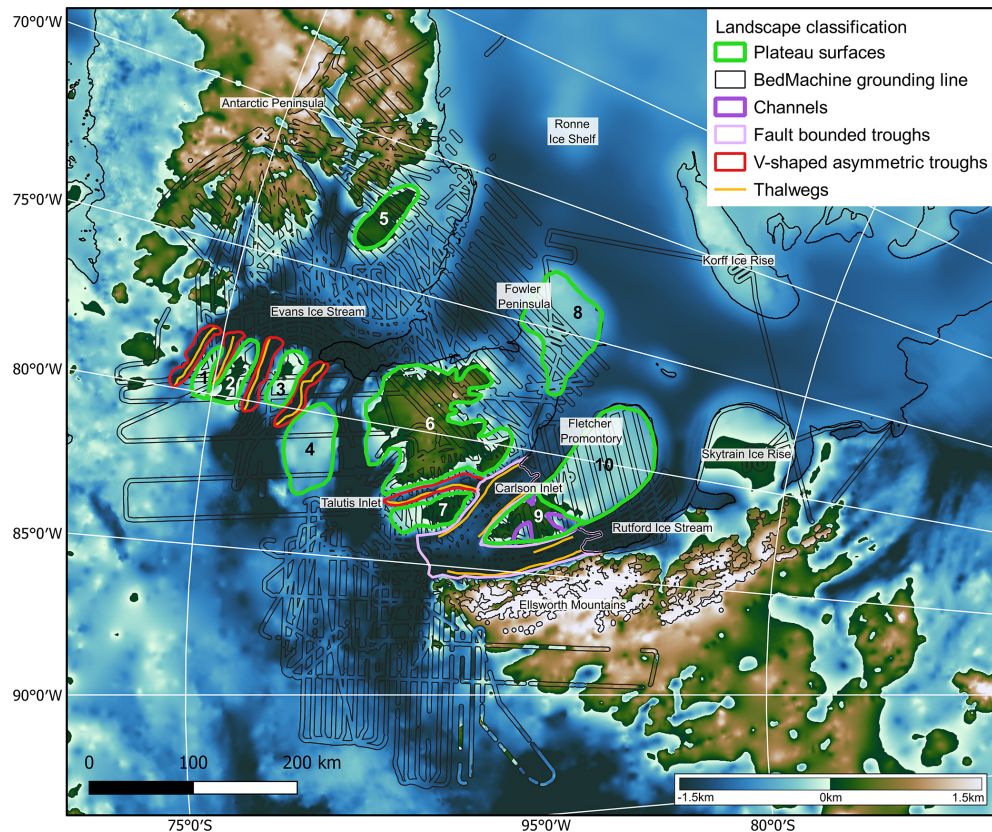 70°0'W
75°0'W
80°0'W
85°0'W
90°0'W
Landscape classification
Plateau surfaces
BedMachine grounding line
Channels
Fault bounded troughs
V-shaped asymmetric troughs
Thalwegs
Antarctic Peninsula
Ronne
Ice Shelf
5
Korff Ice Rise
Fowler
Peninsula
8
Evans Ice Stream
1
2
3
4
6
Fletcher
Promontory
10
Skytrain Ice Rise
Talutis Inlet
Carlson Inlet
7
9
Rutford Ice Stream
Ellsworth Mountains
0 100 200 km
-1.5km 0km 1.5km
75°0'S 95°0'W 80°0'S